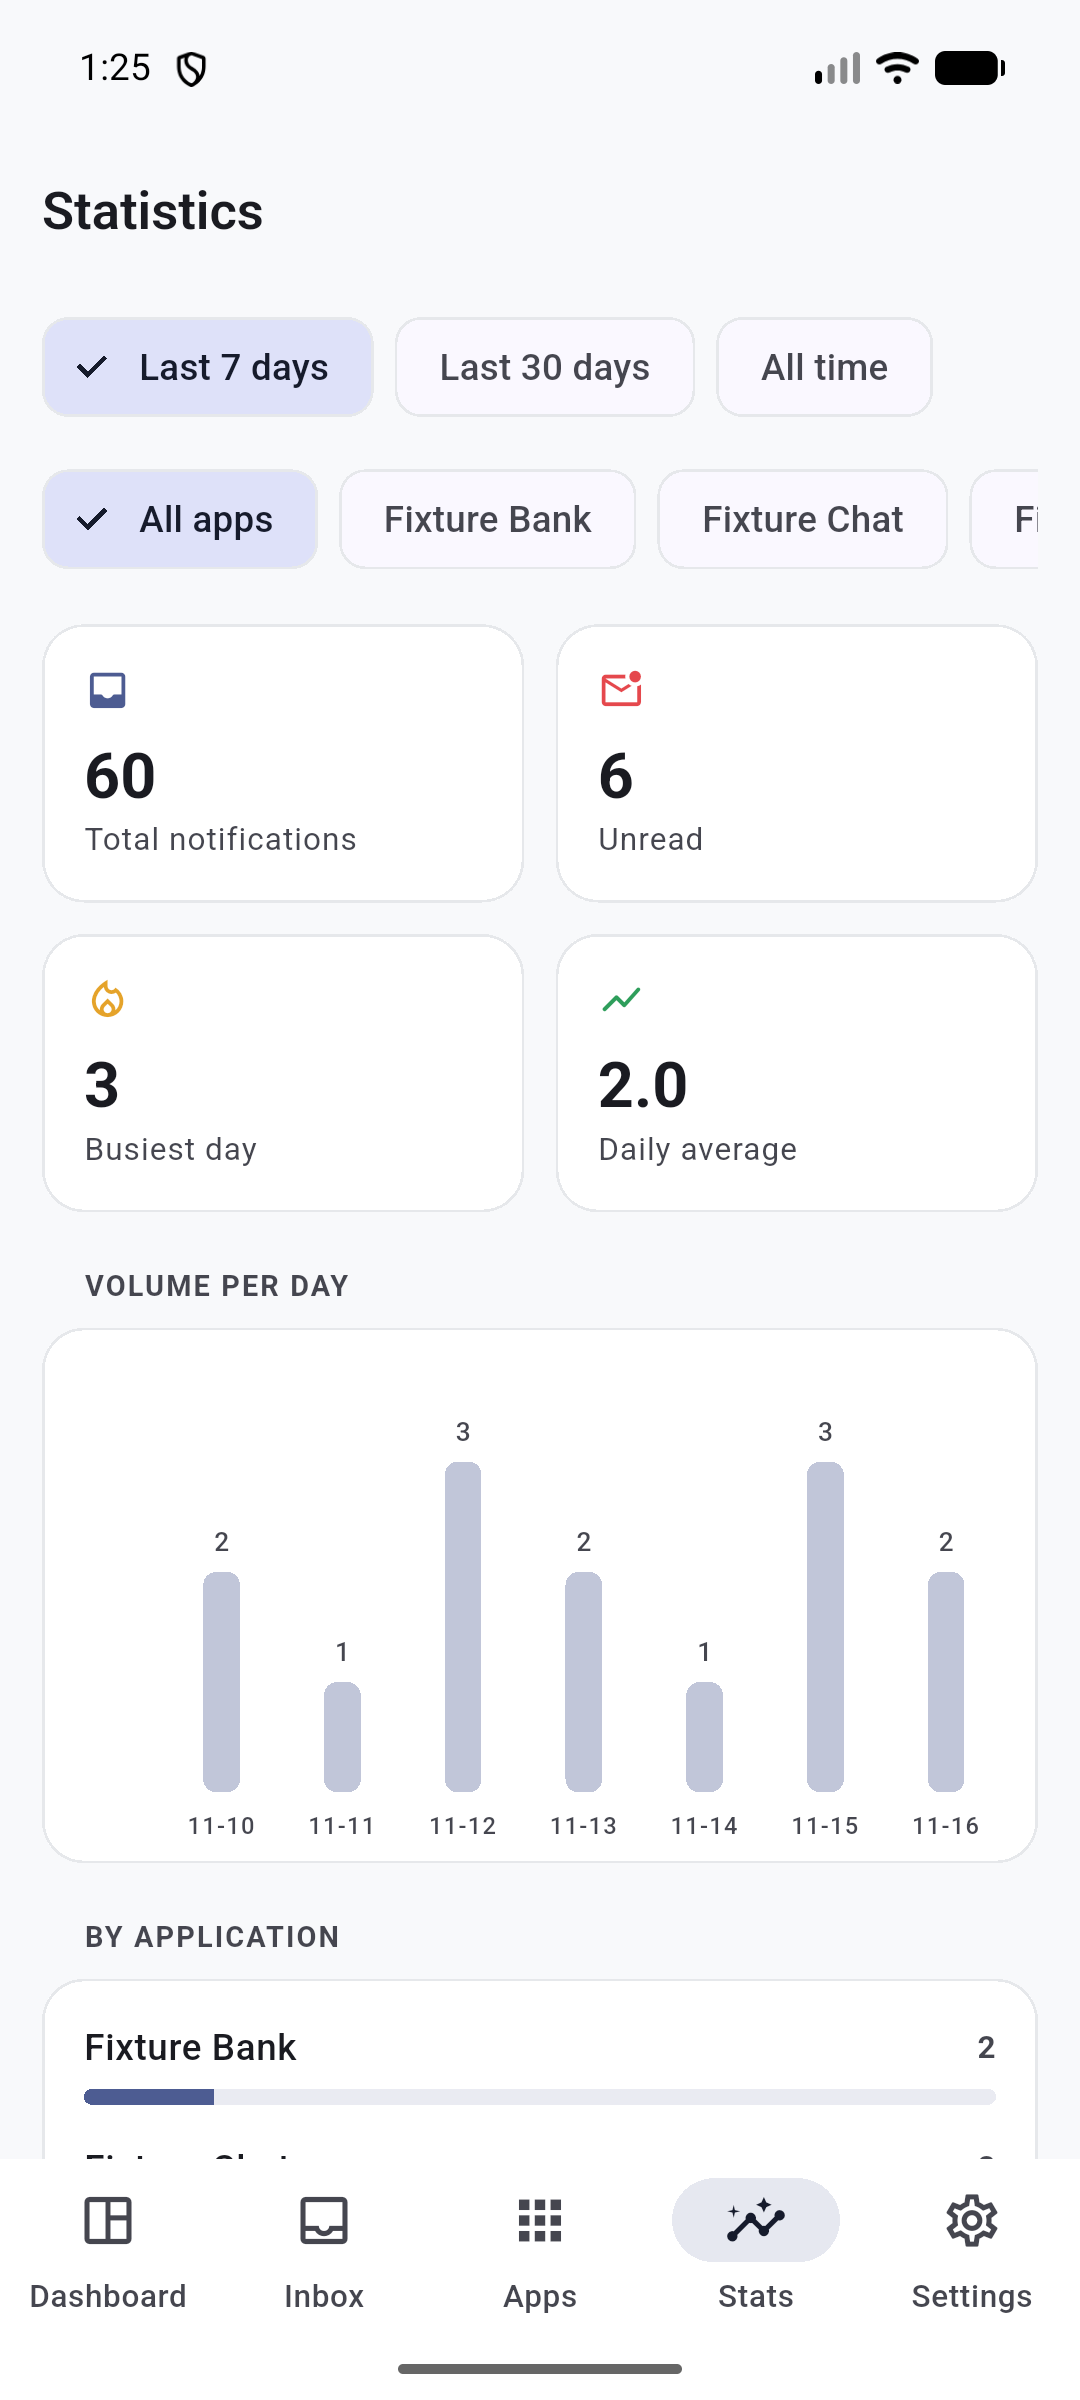 1:25
Statistics
Last 7 days
Last 30 days
All time
All apps
Fixture Bank
Fixture Chat
60
Total notifications
6
Unread
3
Busiest day
2.0
Daily average
VOLUME PER DAY
2
1
3
2
1
3
2
11-10
11-11
11-12
11-13
11-14
11-15
11-16
BY APPLICATION
Fixture Bank
2
Dashboard
Inbox
Apps
Stats
Settings